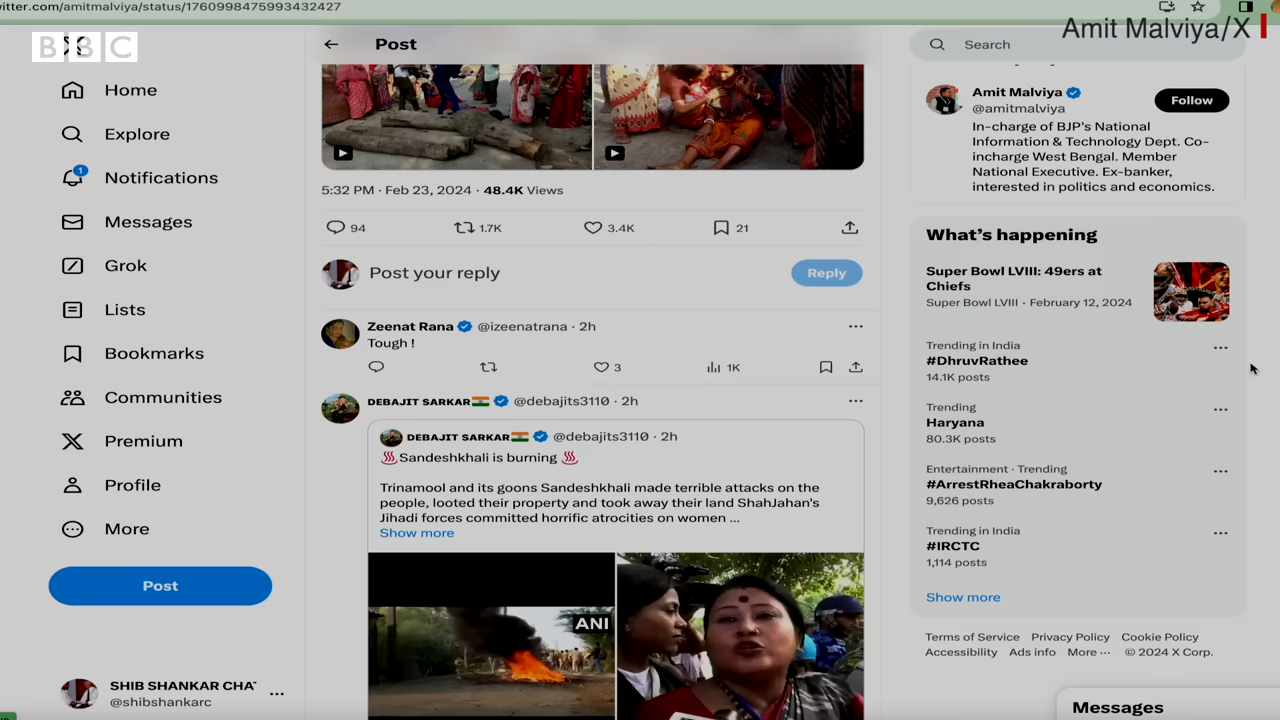 witter.com/amitmalviya/status/1760998475993432427
Amit Malviya/X
BBC
Home
Explore
1
Notifications
Messages
Grok
Lists
Bookmarks
Communities
Premium
Profile
More
Post
SHIB SHANKAR CHAT
@shibshankarc
Post
5:32 PM · Feb 23, 2024 · 48.4K Views
94 1.7K 3.4K 21
Post your reply
Reply
Zeenat Rana @izeenatrana · 2h
Tough !
3 1K
DEBAJIT SARKAR🇮🇳 @debajits3110 · 2h
DEBAJIT SARKAR🇮🇳 @debajits3110 · 2h
♨️Sandeshkhali is burning ♨️
Trinamool and its goons Sandeshkhali made terrible attacks on the
people, looted their property and took away their land ShahJahan's
Jihadi forces committed horrific atrocities on women ...
Show more
ANI
Search
Amit Malviya
@amitmalviya
Follow
In-charge of BJP's National
Information & Technology Dept. Co-
incharge West Bengal. Member
National Executive. Ex-banker,
interested in politics and economics.
What's happening
Super Bowl LVIII: 49ers at
Chiefs
Super Bowl LVIII · February 12, 2024
Trending in India
#DhruvRathee
14.1K posts
Trending
Haryana
80.3K posts
Entertainment · Trending
#ArrestRheaChakraborty
9,626 posts
Trending in India
#IRCTC
1,114 posts
Show more
Terms of Service Privacy Policy Cookie Policy
Accessibility Ads info More ··· © 2024 X Corp.
Messages